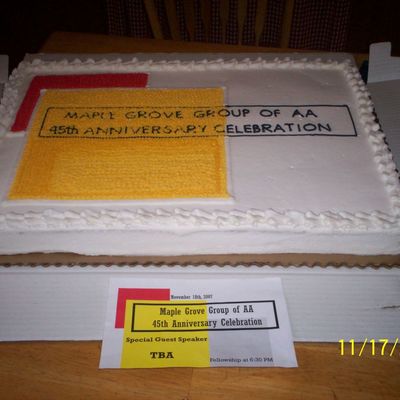 MAPLE GROVE GROUP OF AA
45th ANNIVERSARY CELEBRATION
November 18th, 2007
Maple Grove Group of AA
45th Anniversary Celebration
Special Guest Speaker
TBA
Fellowship at 6:30 PM
11/17/